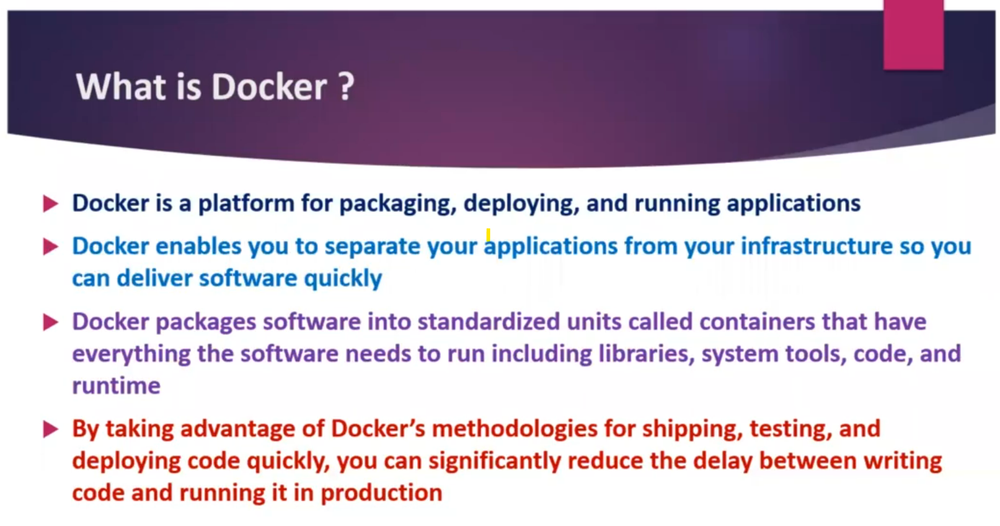 What is Docker ?
Docker is a platform for packaging, deploying, and running applications
Docker enables you to separate your applications from your infrastructure so you
can deliver software quickly
Docker packages software into standardized units called containers that have
everything the software needs to run including libraries, system tools, code, and
runtime
By taking advantage of Docker’s methodologies for shipping, testing, and
deploying code quickly, you can significantly reduce the delay between writing
code and running it in production